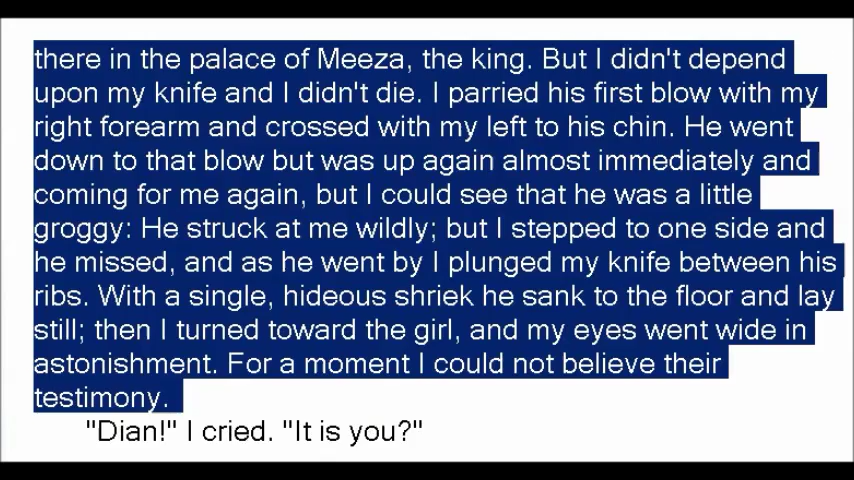 there in the palace of Meeza, the king. But I didn't depend
upon my knife and I didn't die. I parried his first blow with my
right forearm and crossed with my left to his chin. He went
down to that blow but was up again almost immediately and
coming for me again, but I could see that he was a little
groggy: He struck at me wildly; but I stepped to one side and
he missed, and as he went by I plunged my knife between his
ribs. With a single, hideous shriek he sank to the floor and lay
still; then I turned toward the girl, and my eyes went wide in
astonishment. For a moment I could not believe their
testimony.
"Dian!" I cried. "It is you?"